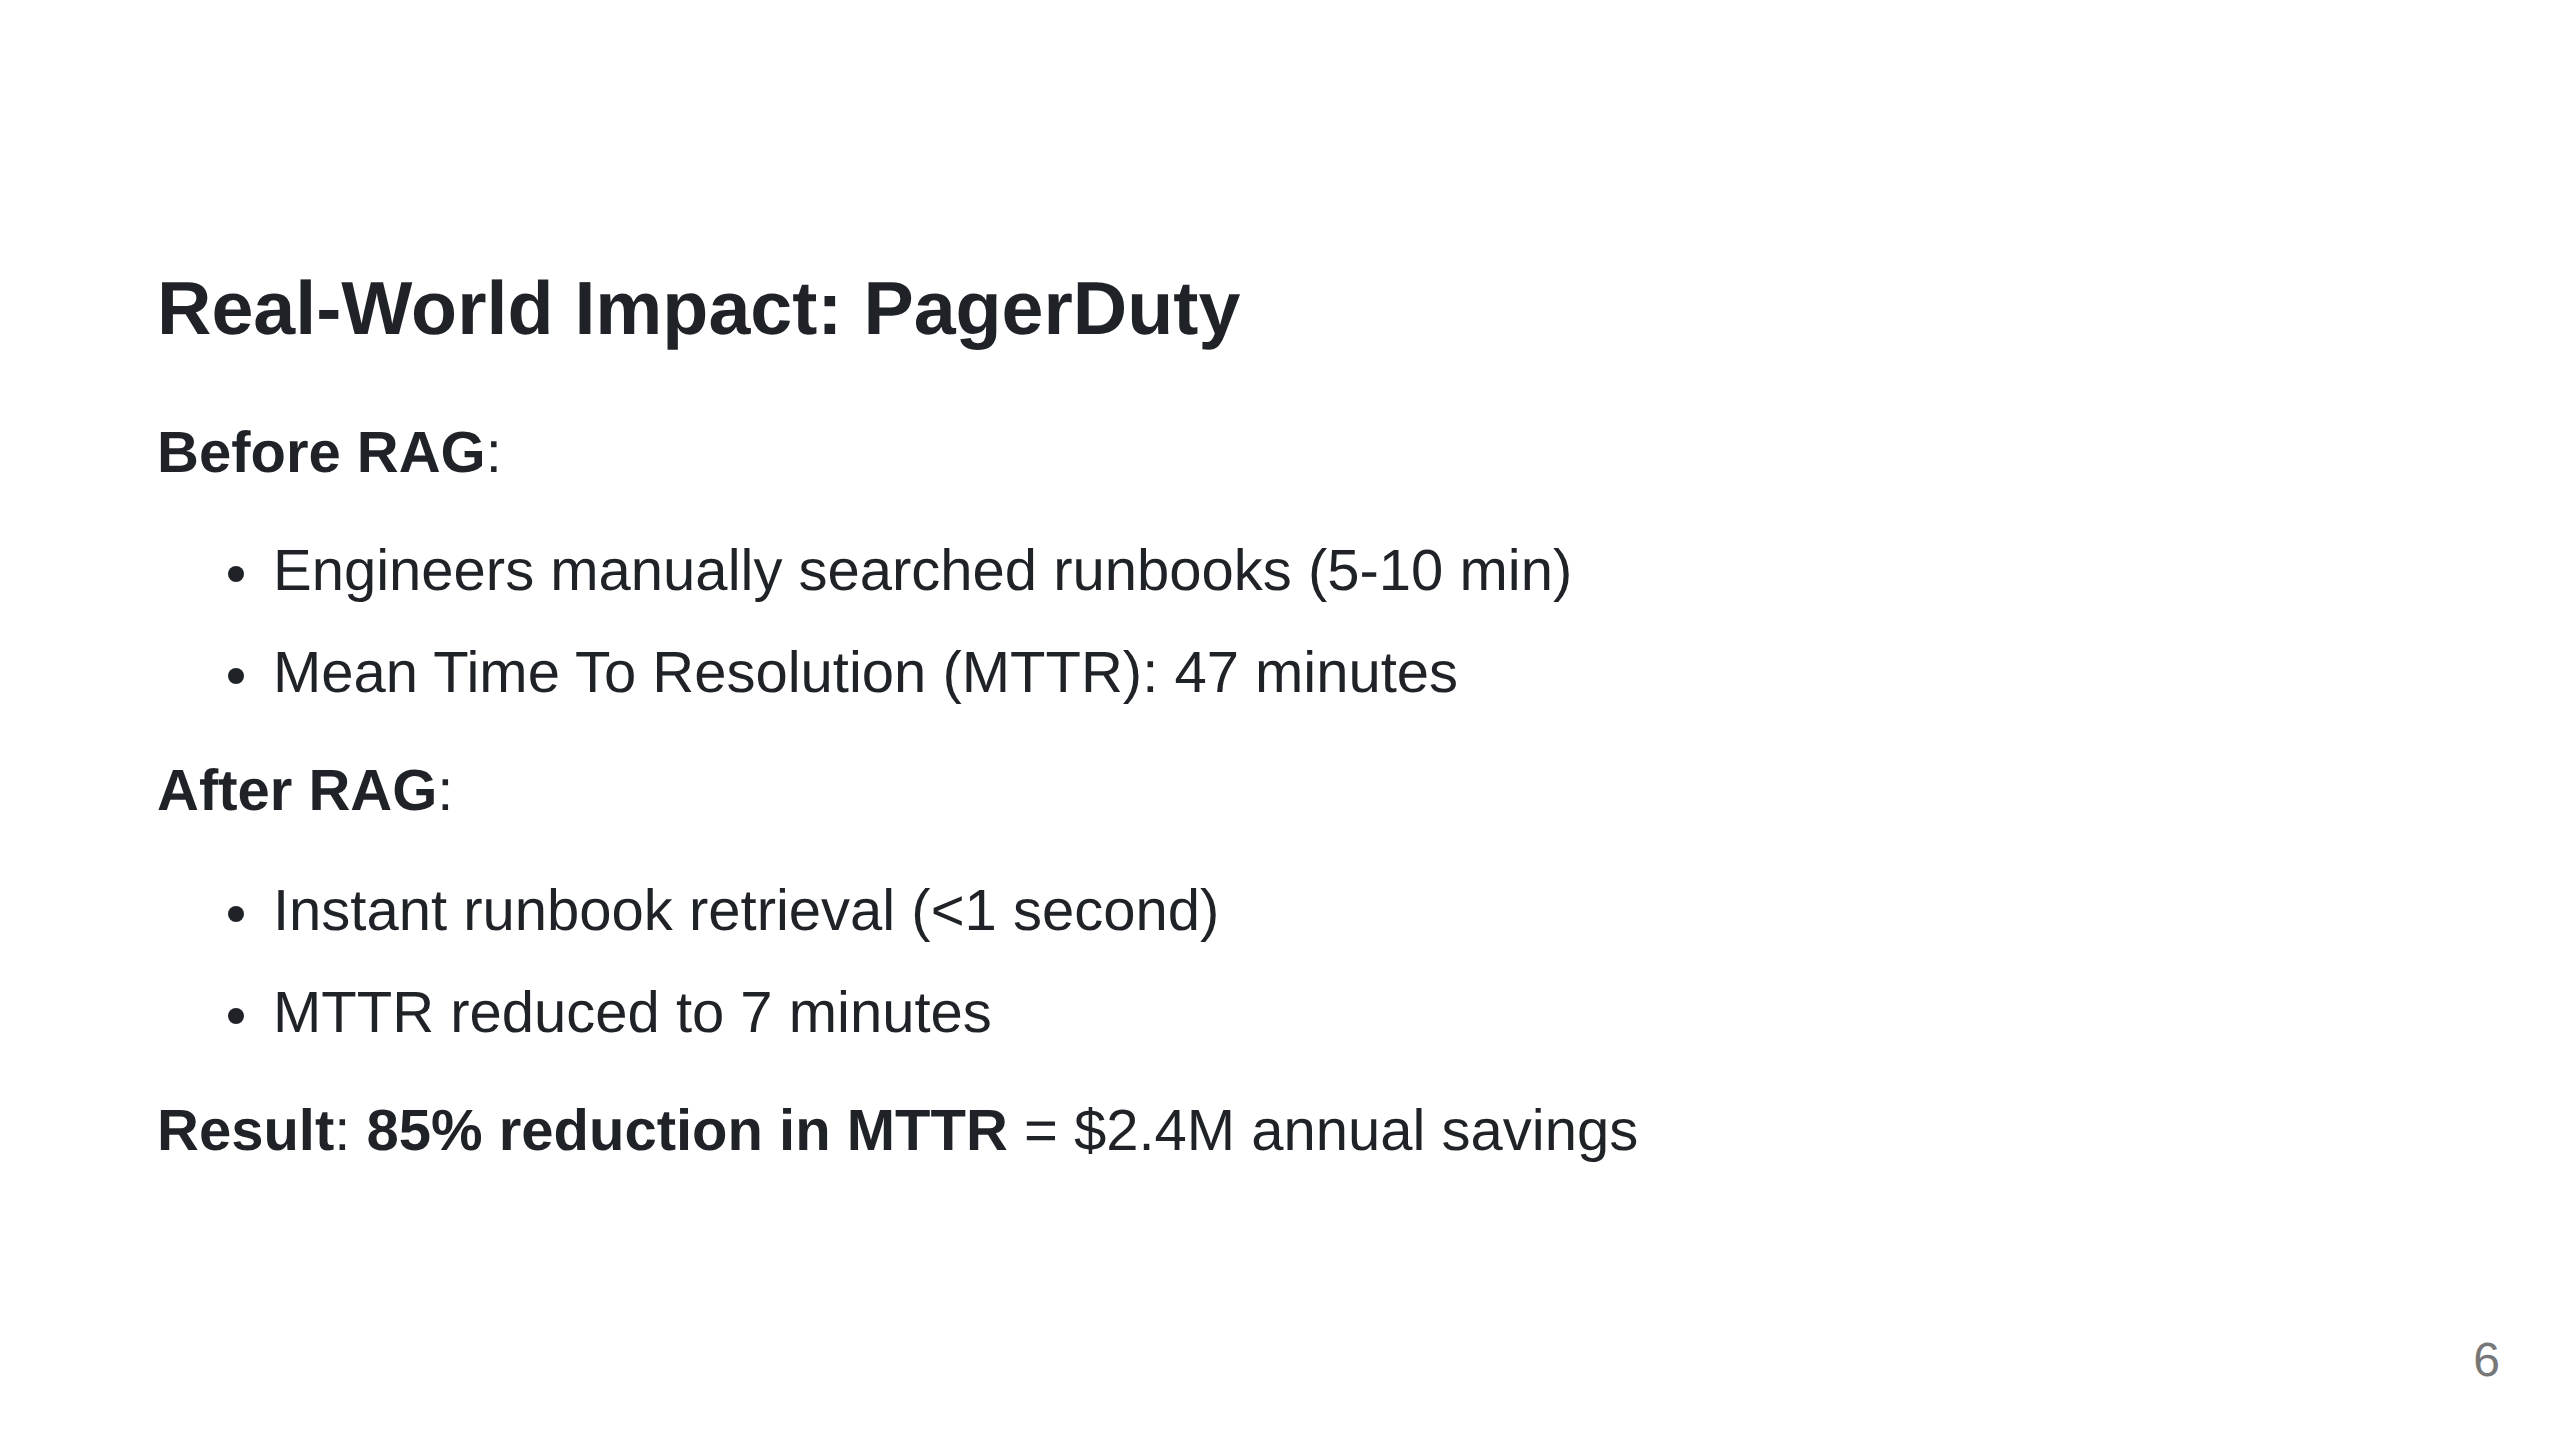 Real-World Impact: PagerDuty
Before RAG:
• Engineers manually searched runbooks (5-10 min)
• Mean Time To Resolution (MTTR): 47 minutes
After RAG:
• Instant runbook retrieval (<1 second)
• MTTR reduced to 7 minutes
Result: 85% reduction in MTTR = $2.4M annual savings
6